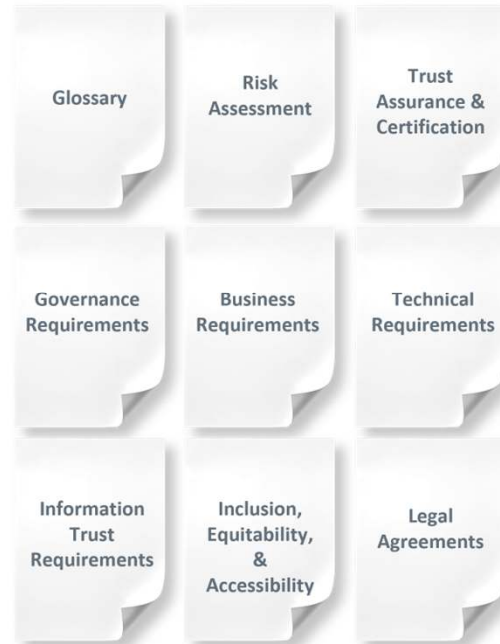 Glossary
Risk
Assessment
Trust
Assurance &
Certification
Governance
Requirements
Business
Requirements
Technical
Requirements
Information
Trust
Requirements
Inclusion,
Equitability,
&
Accessibility
Legal
Agreements